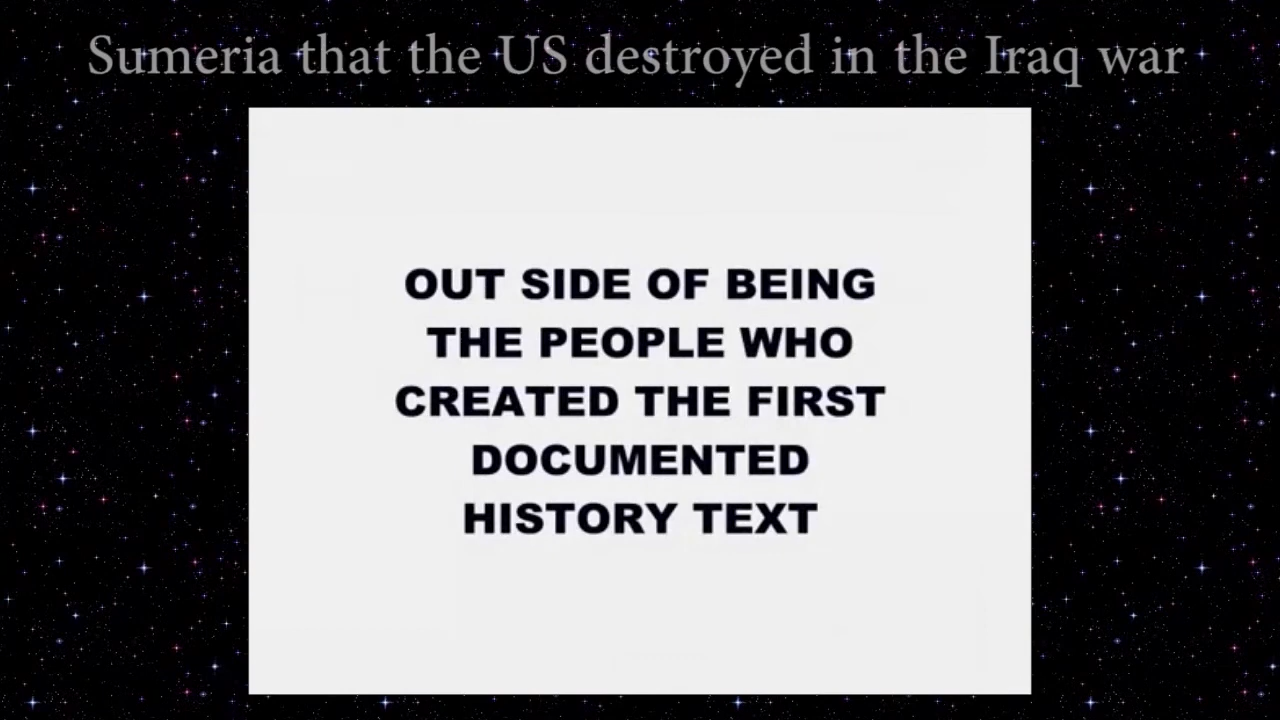 Sumeria that the US destroyed in the Iraq war
OUT SIDE OF BEING
THE PEOPLE WHO
CREATED THE FIRST
DOCUMENTED
HISTORY TEXT